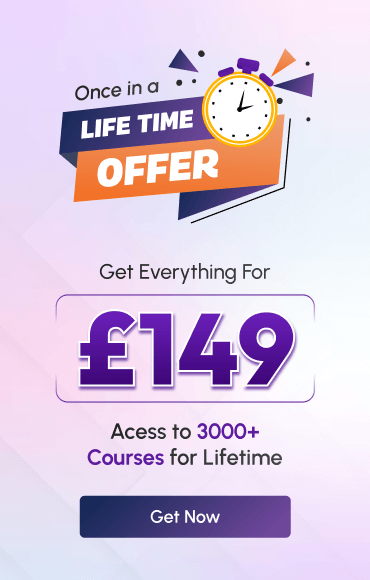 Once in a
LIFE TIME
OFFER
Get Everything For
£149
Acess to 3000+
Courses for Lifetime
Get Now